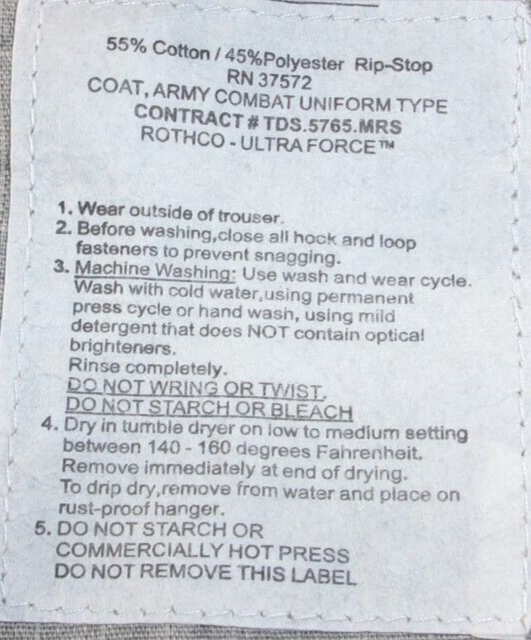 55% Cotton / 45%Polyester Rip-Stop
RN 37572
COAT, ARMY COMBAT UNIFORM TYPE
CONTRACT # TDS.5765.MRS
ROTHCO - ULTRA FORCE™
1. Wear outside of trouser.
2. Before washing,close all hock and loop
fasteners to prevent snagging.
3. Machine Washing: Use wash and wear cycle.
Wash with cold water,using permanent
press cycle or hand wash, using mild
detergent that does NOT contain optical
brighteners.
Rinse completely.
DO NOT WRING OR TWIST,
DO NOT STARCH OR BLEACH
4. Dry in tumble dryer on low to medium setting
between 140 - 160 degrees Fahrenheit.
Remove immediately at end of drying.
To drip dry,remove from water and place on
rust-proof hanger.
5. DO NOT STARCH OR
COMMERCIALLY HOT PRESS
DO NOT REMOVE THIS LABEL